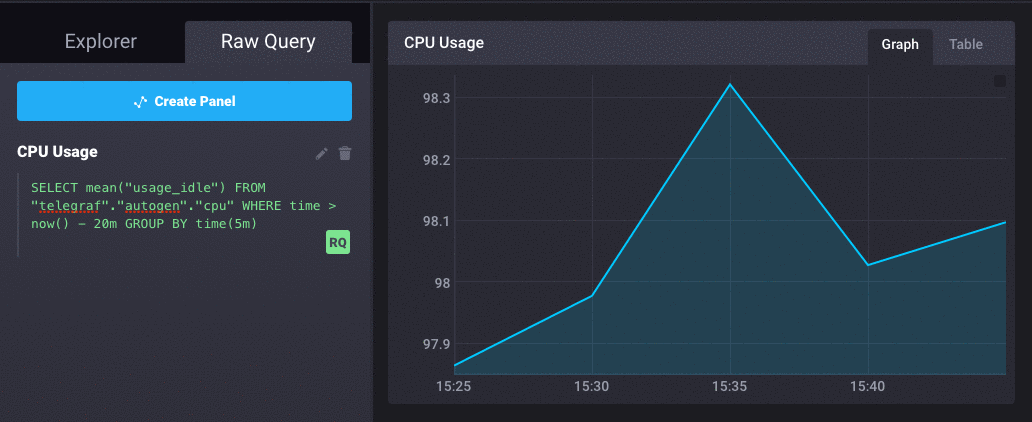 Explorer
Raw Query
Create Panel
CPU Usage
SELECT mean("usage_idle") FROM
"telegraf"."autogen"."cpu" WHERE time >
now() - 20m GROUP BY time(5m)
RQ
CPU Usage
Graph
Table
98.3
98.2
98.1
98
97.9
15:25
15:30
15:35
15:40